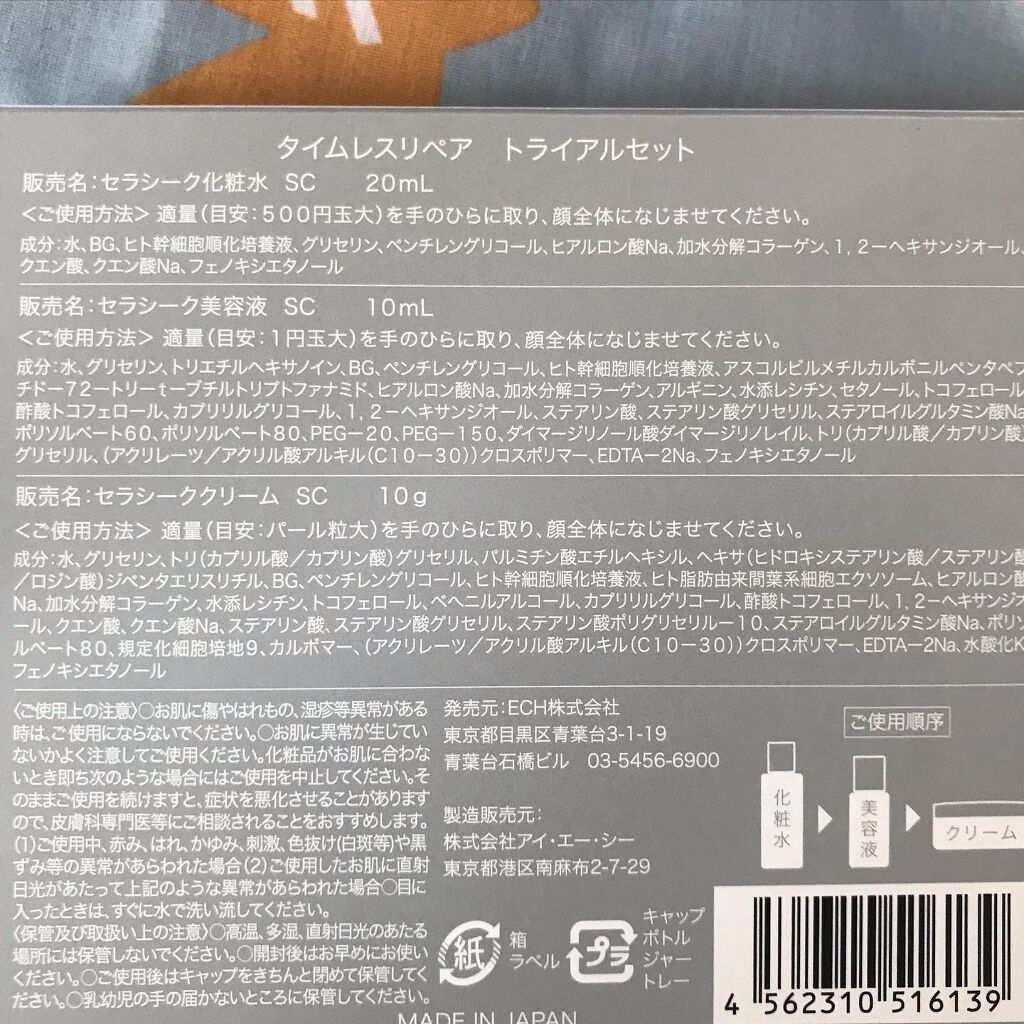 タイムレスリペア　トライアルセット
販売名：セラシーク化粧水　SC　　20mL
＜ご使用方法＞ 適量（目安：500円玉大）を手のひらに取り、顔全体になじませてください。
成分：水、BG、ヒト幹細胞順化培養液、グリセリン、ペンチレングリコール、ヒアルロン酸Na、加水分解コラーゲン、1，2－ヘキサンジオール、
クエン酸、クエン酸Na、フェノキシエタノール
販売名：セラシーク美容液　SC　　10mL
＜ご使用方法＞ 適量（目安：1円玉大）を手のひらに取り、顔全体になじませてください。
成分：水、グリセリン、トリエチルヘキサノイン、BG、ペンチレングリコール、ヒト幹細胞順化培養液、アスコルビルメチルカルボニルペンタペプ
チドー72ートリーtーブチルトリプトファナミド、ヒアルロン酸Na、加水分解コラーゲン、アルギニン、水添レシチン、セタノール、トコフェロール
酢酸トコフェロール、カプリリルグリコール、1，2－ヘキサンジオール、ステアリン酸、ステアリン酸グリセリル、ステアロイルグルタミン酸Na
ポリソルベート60、ポリソルベート80、PEG－20、PEG－150、ダイマージリノール酸ダイマージリノレイル、トリ（カプリル酸／カプリン酸）
グリセリル、（アクリレーツ／アクリル酸アルキル（C10－30））クロスポリマー、EDTAー2Na、フェノキシエタノール
販売名：セラシーククリーム　SC　　10g
＜ご使用方法＞ 適量（目安：パール粒大）を手のひらに取り、顔全体になじませてください。
成分：水、グリセリン、トリ（カプリル酸／カプリン酸）グリセリル、パルミチン酸エチルヘキシル、ヘキサ（ヒドロキシステアリン酸／ステアリン酸
／ロジン酸）ジペンタエリスリチル、BG、ペンチレングリコール、ヒト幹細胞順化培養液、ヒト脂肪由来間葉系細胞エクソソーム、ヒアルロン酸
Na、加水分解コラーゲン、水添レシチン、トコフェロール、ベヘニルアルコール、カプリリルグリコール、酢酸トコフェロール、1，2－ヘキサンジオ
ール、クエン酸、クエン酸Na、ステアリン酸、ステアリン酸グリセリル、ステアリン酸ポリグリセリルー10、ステアロイルグルタミン酸Na、ポリソ
ルベート80、規定化細胞培地9、カルボマー、（アクリレーツ／アクリル酸アルキル（C10－30））クロスポリマー、EDTAー2Na、水酸化K
フェノキシエタノール
〈ご使用上の注意〉○お肌に傷やはれもの、湿疹等異常がある
時は、ご使用にならないでください。○お肌に異常が生じてい
ないかよく注意してご使用ください。化粧品がお肌に合わな
いとき即ち次のような場合にはご使用を中止してください。そ
のままご使用を続けますと、症状を悪化させることがあります
ので、皮膚科専門医等にご相談されることをおすすめします。
（1）ご使用中、赤み、はれ、かゆみ、刺激、色抜け（白斑等）や黒
ずみ等の異常があらわれた場合（2）ご使用したお肌に直射
日光があたって上記のような異常があらわれた場合○目に
入ったときは、すぐに水で洗い流してください。
〈保管及び取扱い上の注意〉○高温、多湿、直射日光のあたる
場所には保管しないでください。○開封後はお早めにお使い
ください。○ご使用後はキャップをきちんと閉めて保管してく
ださい。○乳幼児の手の届かないところに保管してください。
発売元：ECH株式会社
東京都目黒区青葉台3-1-19
青葉台石橋ビル　03-5456-6900
製造販売元：
株式会社アイ・エー・シー
東京都港区南麻布2-7-29
紙
箱
ラベル
プラ
キャップ
ボトル
ジャー
トレー
MADE IN JAPAN
ご使用順序
化粧水
美容液
クリーム
4 562310 516139